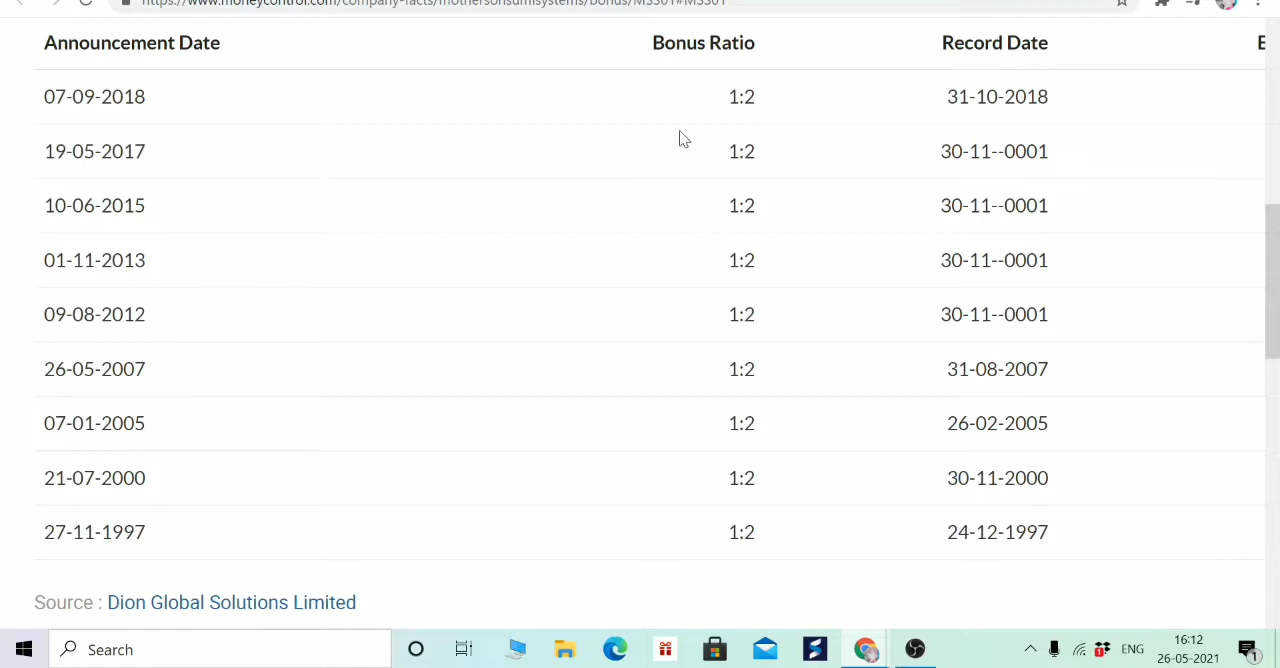 https://www.moneycontrol.com/company-facts/mothersonsumisystems/bonus/MSS01#MSS01
Announcement Date Bonus Ratio Record Date
07-09-2018 1:2 31-10-2018
19-05-2017 1:2 30-11--0001
10-06-2015 1:2 30-11--0001
01-11-2013 1:2 30-11--0001
09-08-2012 1:2 30-11--0001
26-05-2007 1:2 31-08-2007
07-01-2005 1:2 26-02-2005
21-07-2000 1:2 30-11-2000
27-11-1997 1:2 24-12-1997
Source : Dion Global Solutions Limited
Search ENG 16:12
26-05-2021 1